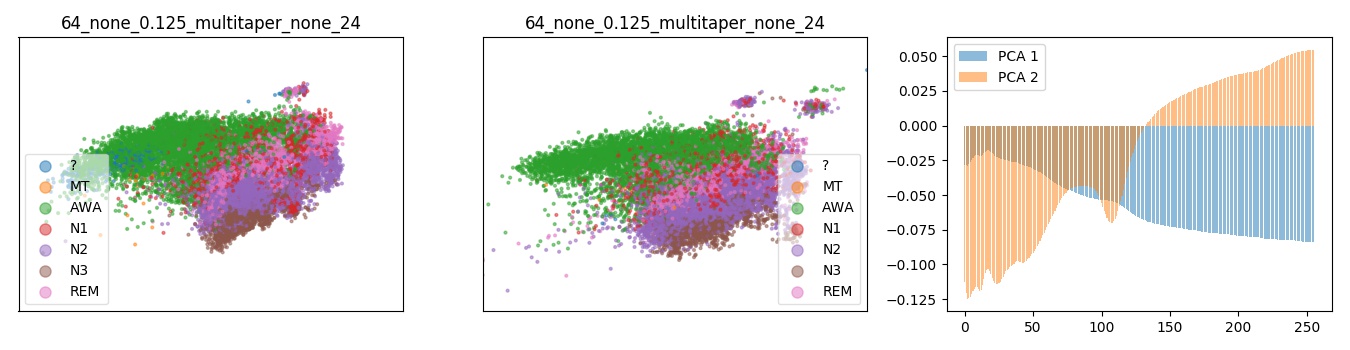 64_none_0.125_multitaper_none_24
?
MT
AWA
N1
N2
N3
REM
64_none_0.125_multitaper_none_24
?
MT
AWA
N1
N2
N3
REM
PCA 1
PCA 2
0.050
0.025
0.000
−0.025
−0.050
−0.075
−0.100
−0.125
0 50 100 150 200 250